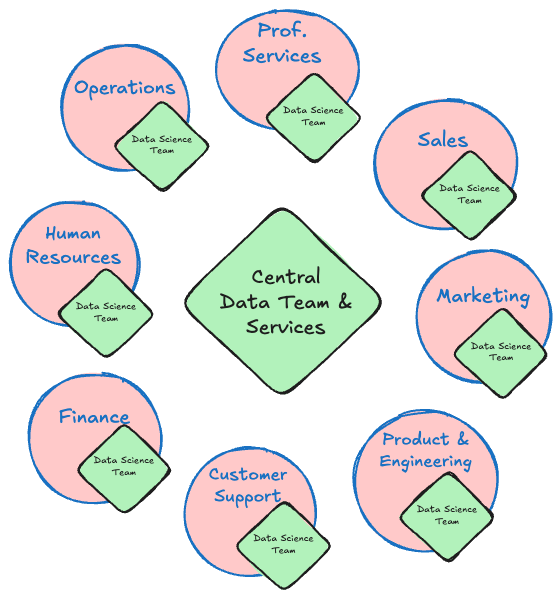 Prof.
Services
Data Science
Team
Operations
Data Science
Team
Sales
Data Science
Team
Human
Resources
Data Science
Team
Central
Data Team &
Services
Marketing
Data Science
Team
Finance
Data Science
Team
Product &
Engineering
Data Science
Team
Customer
Support
Data Science
Team